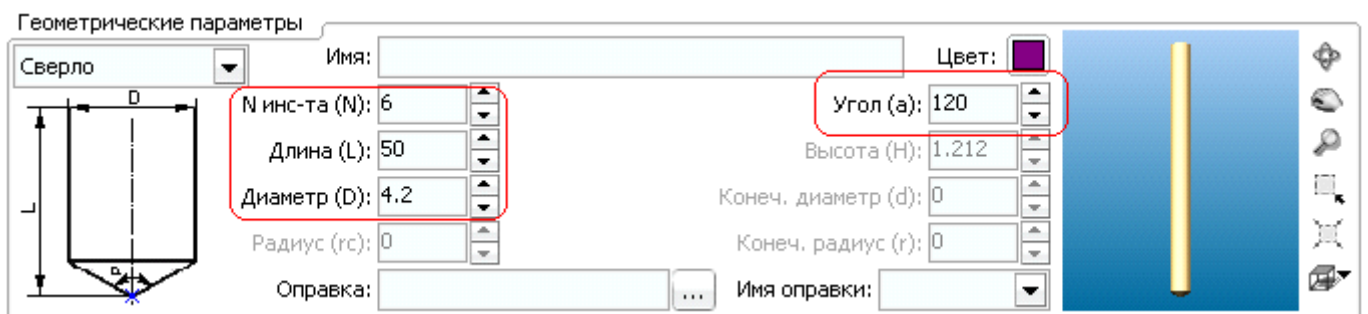 Геометрические параметры
Сверло Имя: Цвет:
D N инс-та (N): 6 Угол (a): 120
Длина (L): 50 Высота (H): 1.212
L Диаметр (D): 4.2 Конеч. диаметр (d): 0
Радиус (rc): 0 Конеч. радиус (r): 0
a Оправка: ... Имя оправки: